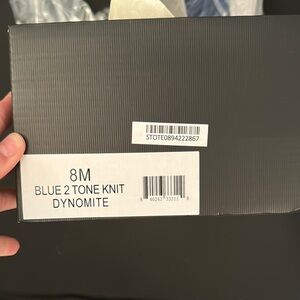 STOTE0894222867
8M
BLUE 2 TONE KNIT
DYNOMITE